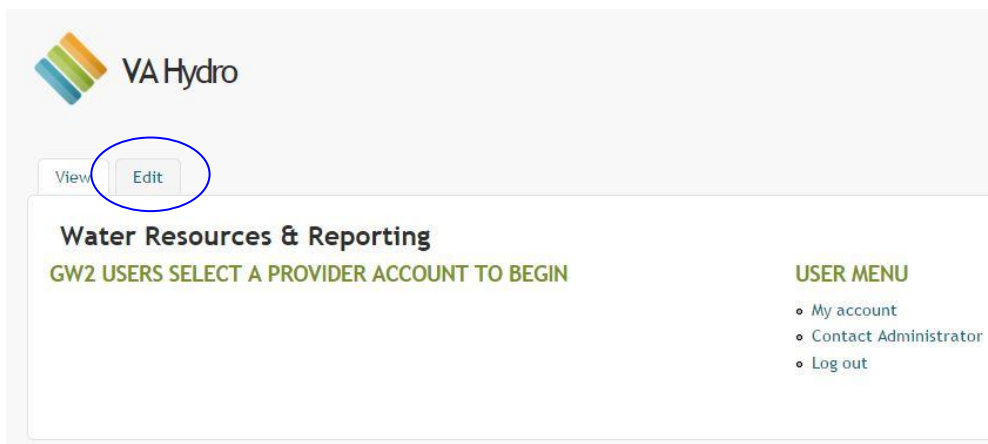 VA Hydro
View Edit
Water Resources & Reporting
GW2 USERS SELECT A PROVIDER ACCOUNT TO BEGIN
USER MENU
My account
Contact Administrator
Log out